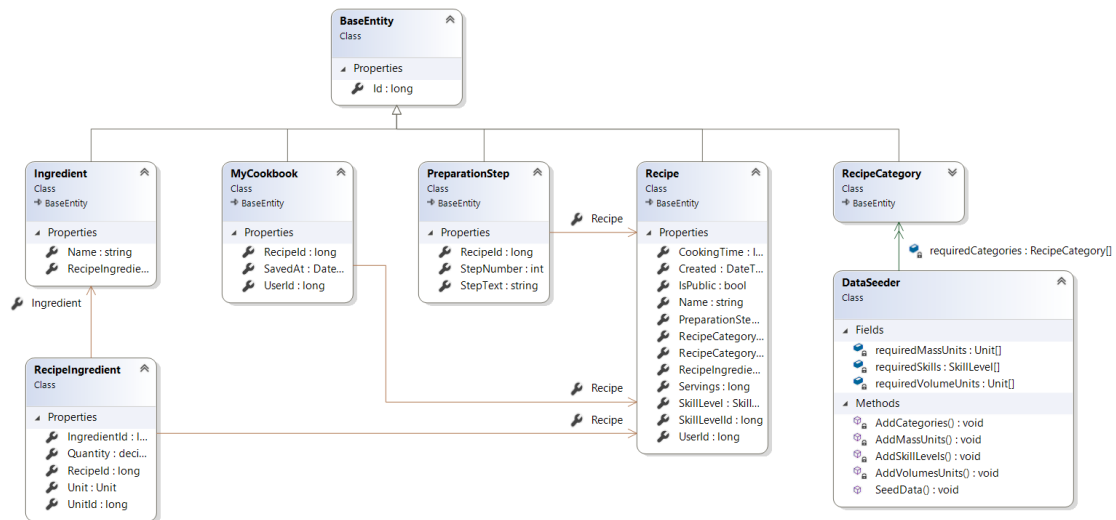 BaseEntity
Class
Properties
Id : long
Ingredient
Class
BaseEntity
Properties
Name : string
RecipeIngredie...
MyCookbook
Class
BaseEntity
Properties
RecipeId : long
SavedAt : Date...
UserId : long
PreparationStep
Class
BaseEntity
Properties
RecipeId : long
StepNumber : int
StepText : string
Recipe
Recipe
Class
BaseEntity
Properties
CookingTime : l...
Created : DateT...
IsPublic : bool
Name : string
PreparationSte...
RecipeCategory...
RecipeCategory...
RecipeIngredie...
Servings : long
SkillLevel : Skill...
SkillLevelId : long
UserId : long
RecipeCategory
Class
BaseEntity
requiredCategories : RecipeCategory[]
Ingredient
RecipeIngredient
Class
Properties
IngredientId : l...
Quantity : deci...
RecipeId : long
Unit : Unit
UnitId : long
Recipe
Recipe
DataSeeder
Class
Fields
requiredMassUnits : Unit[]
requiredSkills : SkillLevel[]
requiredVolumeUnits : Unit[]
Methods
AddCategories() : void
AddMassUnits() : void
AddSkillLevels() : void
AddVolumesUnits() : void
SeedData() : void